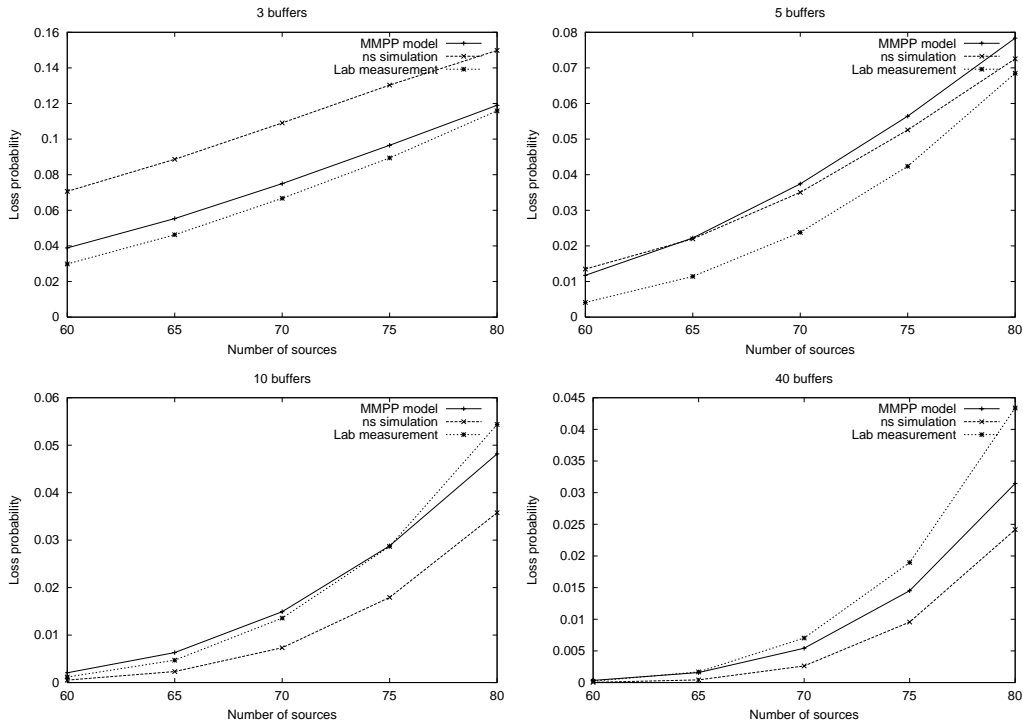 3 buffers
0.16
0.14
0.12
0.1
0.08
0.06
0.04
0.02
0
60
65
70
75
80
Loss probability
Number of sources
MMPP model
ns simulation
Lab measurement
5 buffers
0.08
0.07
0.06
0.05
0.04
0.03
0.02
0.01
0
60
65
70
75
80
Loss probability
Number of sources
MMPP model
ns simulation
Lab measurement
10 buffers
0.06
0.05
0.04
0.03
0.02
0.01
0
60
65
70
75
80
Loss probability
Number of sources
MMPP model
ns simulation
Lab measurement
40 buffers
0.045
0.04
0.035
0.03
0.025
0.02
0.015
0.01
0.005
0
60
65
70
75
80
Loss probability
Number of sources
MMPP model
ns simulation
Lab measurement